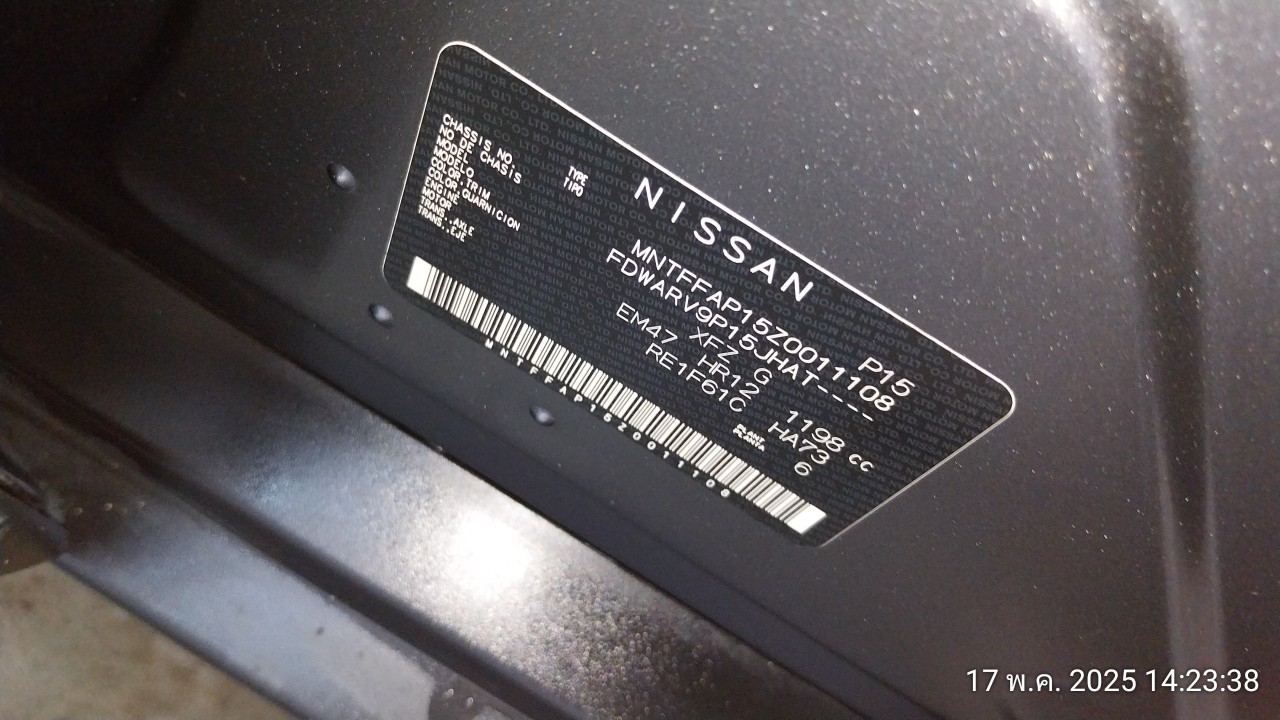 NISSAN
TYPE P15
TIPO
CHASSIS NO. MNTFFAP15Z0011108
NO DE CHASIS
MODEL FDWARV9P15JHAT----
MODELO
COLOR,TRIM XFZ G
COLOR,GUARNICION
ENGINE EM47 HR12 1198 cc
MOTOR
TRANS.,AXLE RE1F61C HA73
TRANS.,EJE
PLANT 6
PLANTA
MNTFFAP15Z0011108
17 พ.ค. 2025 14:23:38